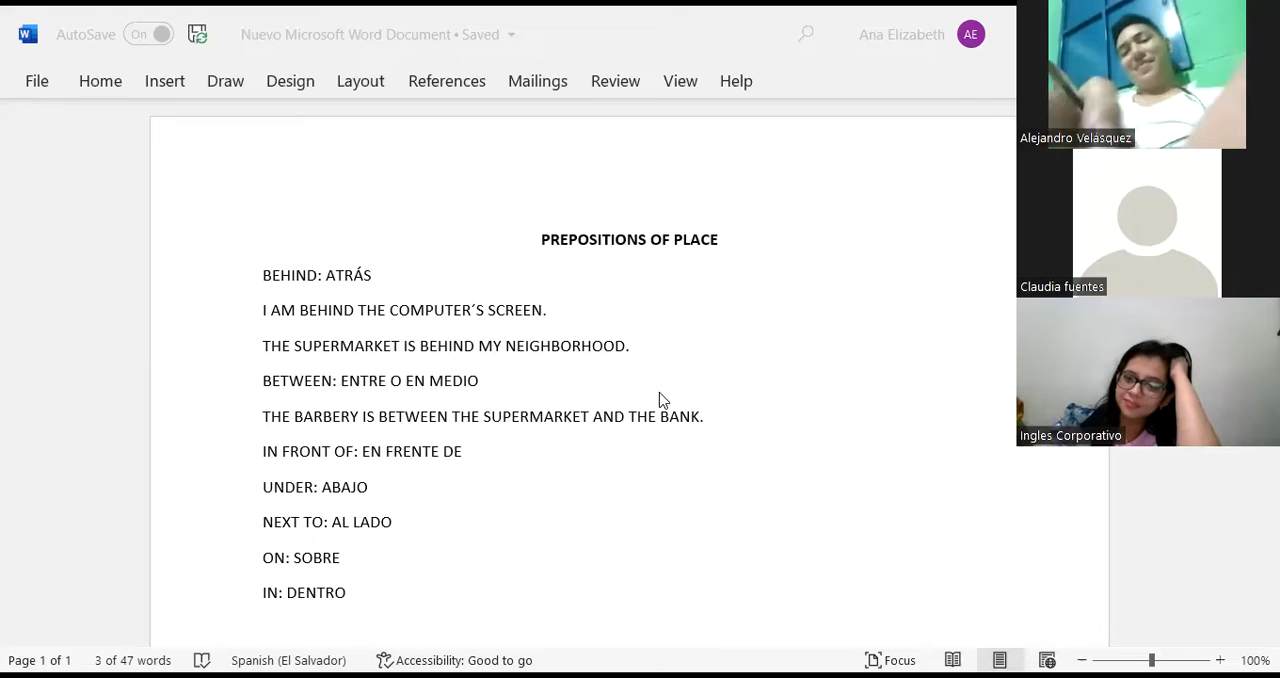 AutoSave On Nuevo Microsoft Word Document • Saved Ana Elizabeth AE
File Home Insert Draw Design Layout References Mailings Review View Help
Alejandro Velásquez
PREPOSITIONS OF PLACE
BEHIND: ATRÁS
Claudia fuentes
I AM BEHIND THE COMPUTER´S SCREEN.
THE SUPERMARKET IS BEHIND MY NEIGHBORHOOD.
BETWEEN: ENTRE O EN MEDIO
THE BARBERY IS BETWEEN THE SUPERMARKET AND THE BANK.
Ingles Corporativo
IN FRONT OF: EN FRENTE DE
UNDER: ABAJO
NEXT TO: AL LADO
ON: SOBRE
IN: DENTRO
Page 1 of 1 3 of 47 words Spanish (El Salvador) Accessibility: Good to go Focus 100%